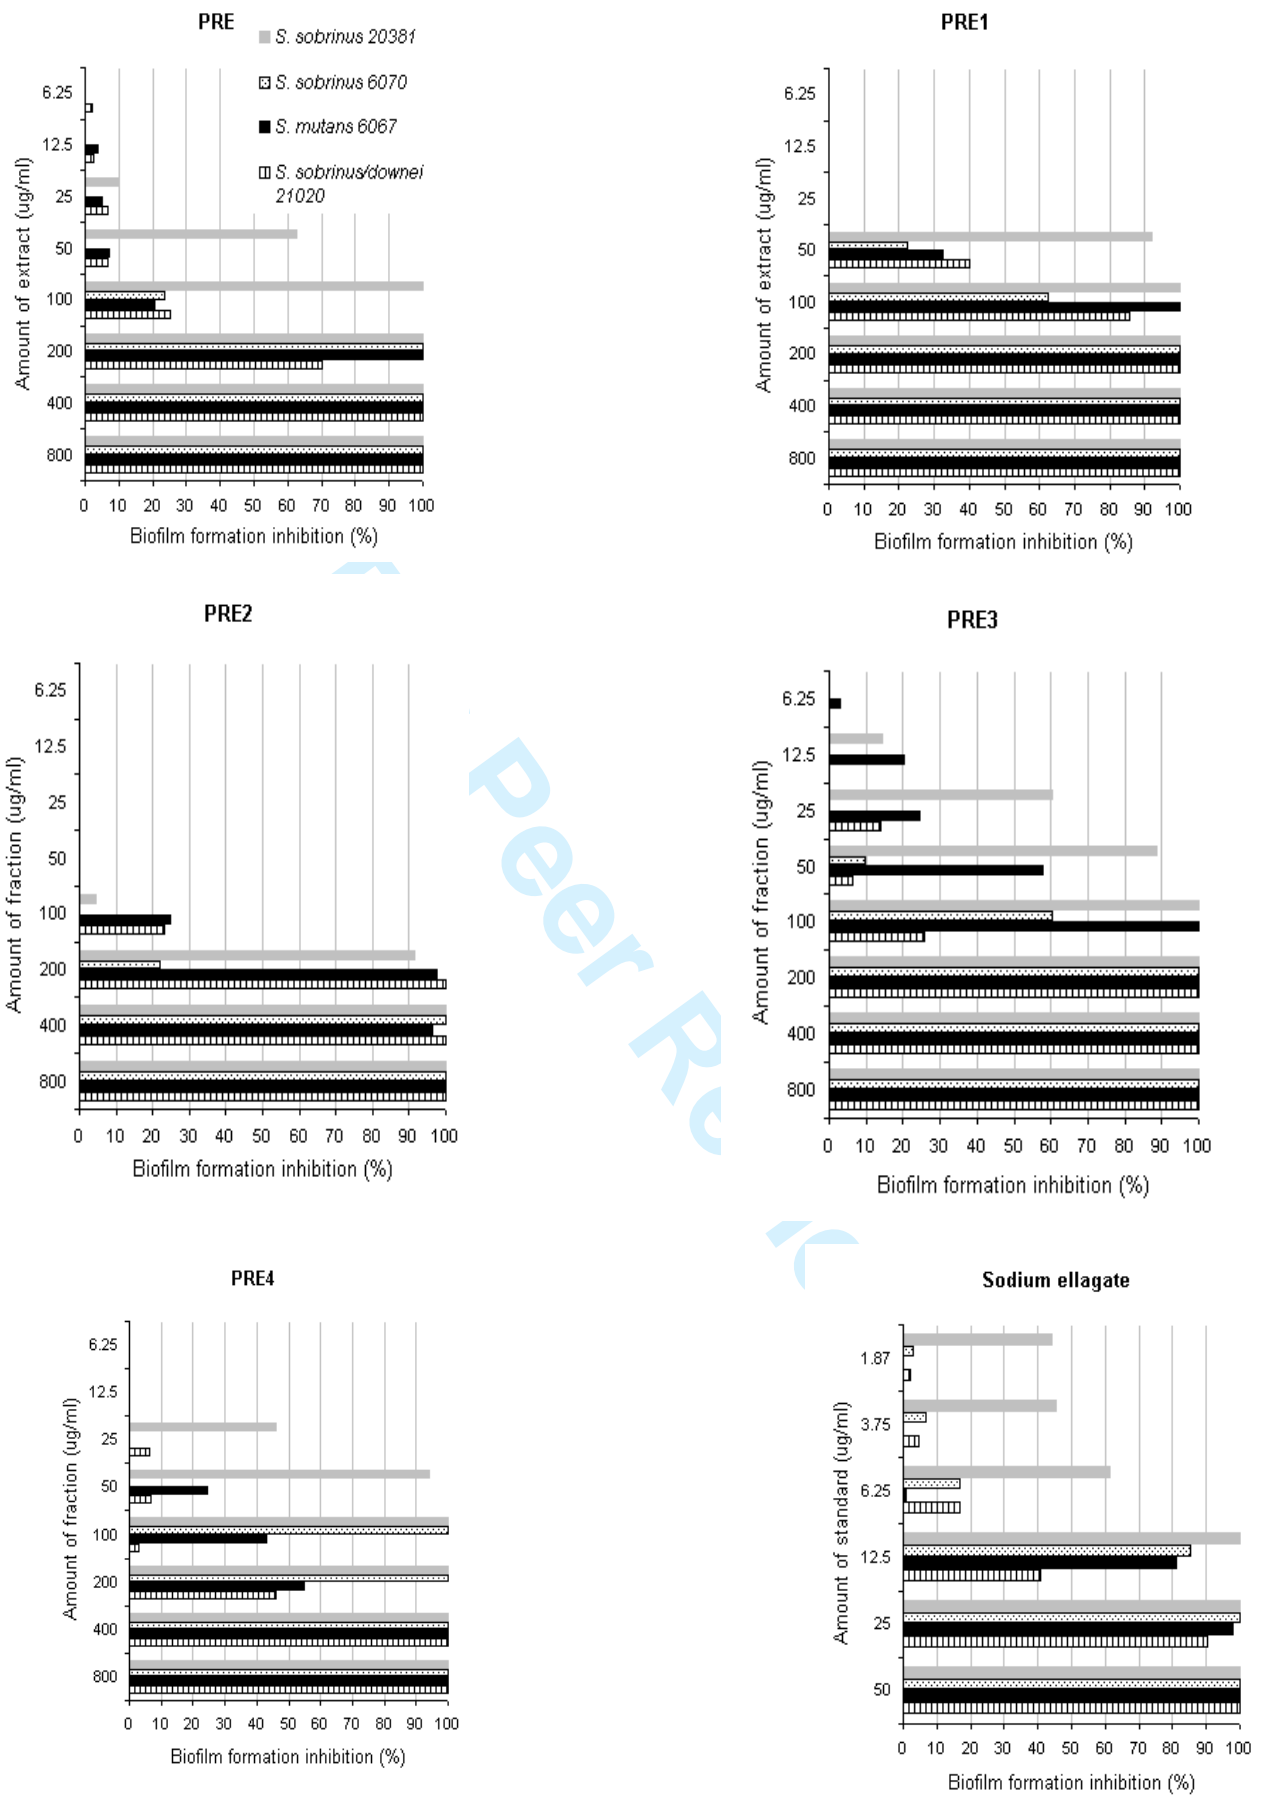 PRE
S. sobrinus 20381
S. sobrinus 6070
S. mutans 6067
S. sobrinus/downei
21020
Amount of extract (ug/ml)
6.25
12.5
25
50
100
200
400
800
0 10 20 30 40 50 60 70 80 90 100
Biofilm formation inhibition (%)
PRE1
Amount of extract (ug/ml)
6.25
12.5
25
50
100
200
400
800
0 10 20 30 40 50 60 70 80 90 100
Biofilm formation inhibition (%)
PRE2
Amount of fraction (ug/ml)
6.25
12.5
25
50
100
200
400
800
0 10 20 30 40 50 60 70 80 90 100
Biofilm formation inhibition (%)
PRE3
Amount of fraction (ug/ml)
6.25
12.5
25
50
100
200
400
800
0 10 20 30 40 50 60 70 80 90 100
Biofilm formation inhibition (%)
Peer
PRE4
Amount of fraction (ug/ml)
6.25
12.5
25
50
100
200
400
800
0 10 20 30 40 50 60 70 80 90 100
Biofilm formation inhibition (%)
Sodium ellagate
Amount of standard (ug/ml)
1.87
3.75
6.25
12.5
25
50
0 10 20 30 40 50 60 70 80 90 100
Biofilm formation inhibition (%)